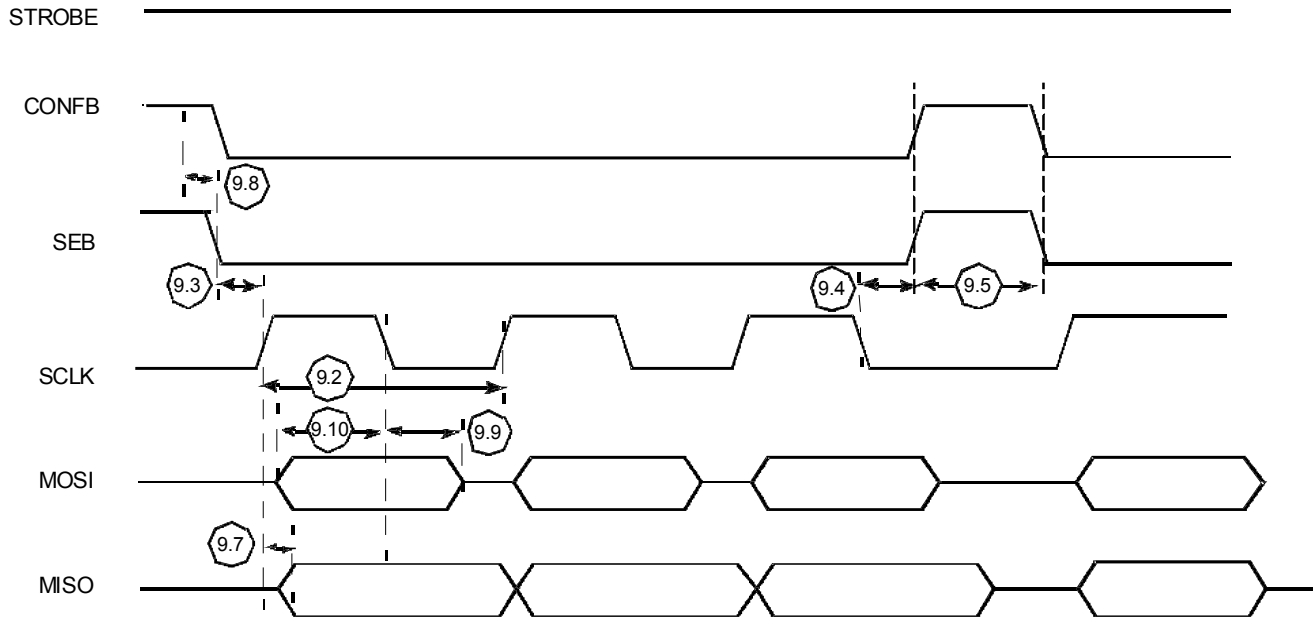 STROBE
CONFB
9.8
SEB
9.3
9.4
9.5
SCLK
9.2
9.10
9.9
MOSI
9.7
MISO